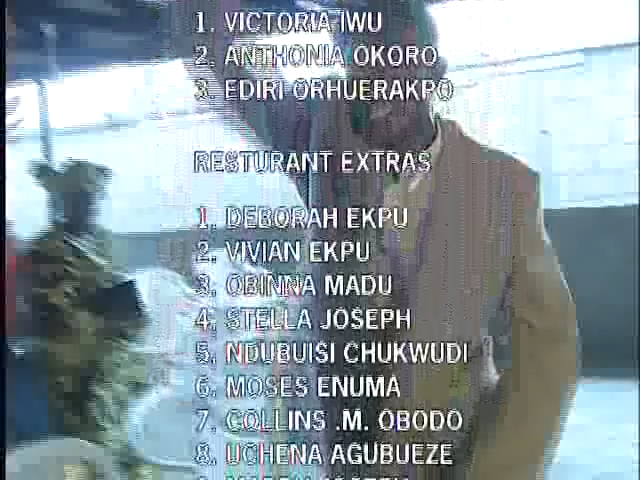 1. VICTORIA IWU
2. ANTHONIA OKORO
3. EDIRI ORHUERAKPO
RESTURANT EXTRAS
1. DEBORAH EKPU
2. VIVIAN EKPU
3. OBINNA MADU
4. STELLA JOSEPH
5. NDUBUISI CHUKWUDI
6. MOSES ENUMA
7. COLLINS .M. OBODO
8. UCHENA AGUBUEZE